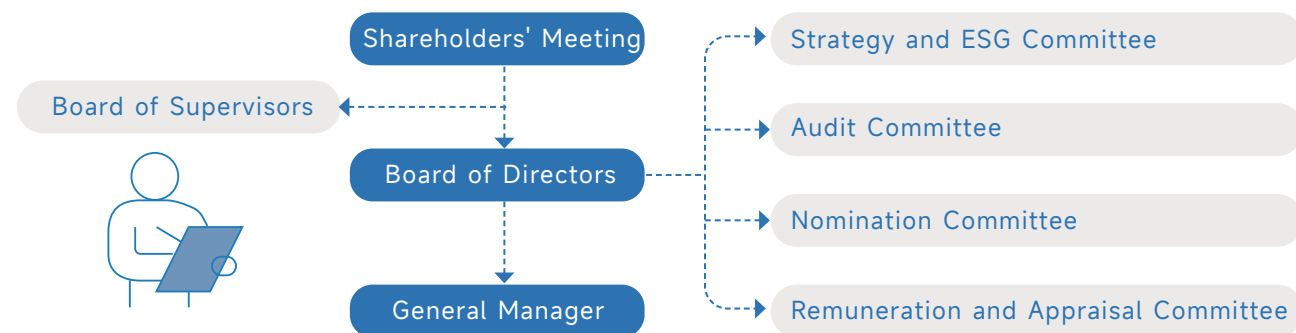 Shareholders' Meeting
Board of Supervisors
Board of Directors
General Manager
Strategy and ESG Committee
Audit Committee
Nomination Committee
Remuneration and Appraisal Committee